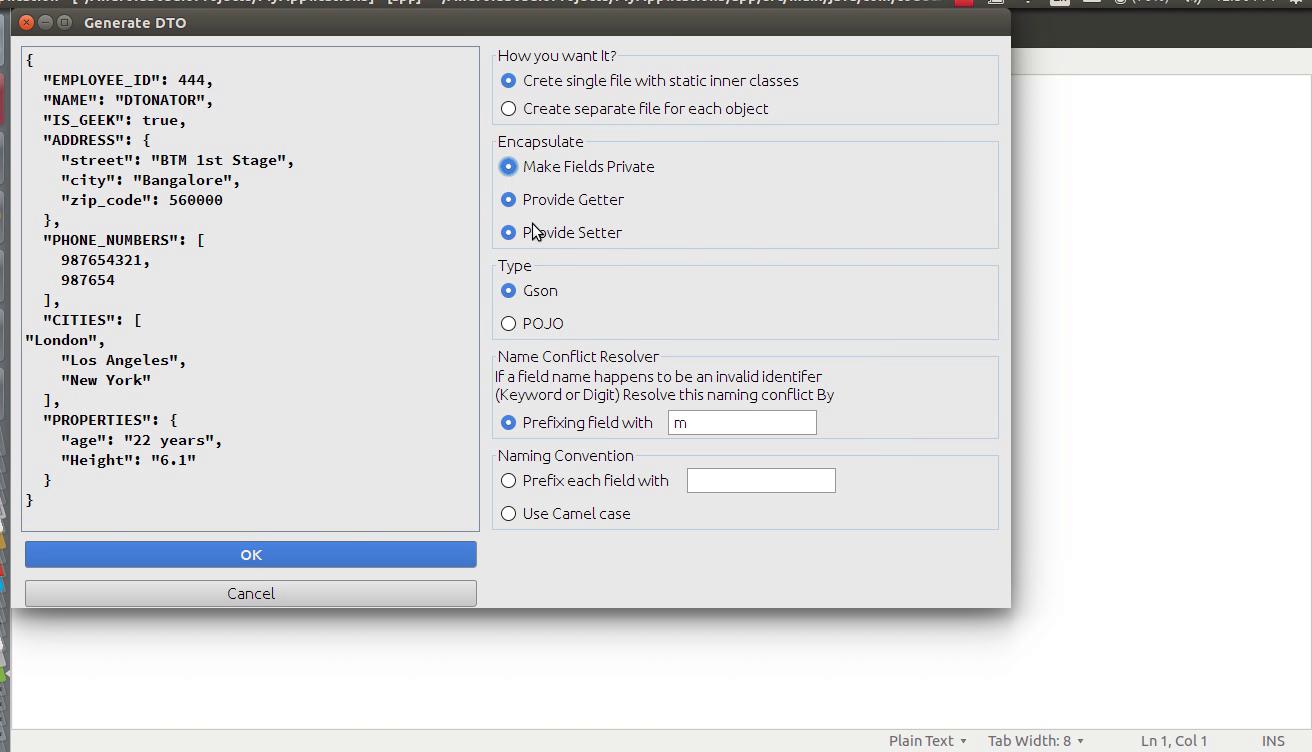 Generate DTO
{
"EMPLOYEE_ID": 444,
"NAME": "DTONATOR",
"IS_GEEK": true,
"ADDRESS": {
"street": "BTM 1st Stage",
"city": "Bangalore",
"zip_code": 560000
},
"PHONE_NUMBERS": [
987654321,
987654
],
"CITIES": [
"London",
"Los Angeles",
"New York"
],
"PROPERTIES": {
"age": "22 years",
"Height": "6.1"
}
}
OK
Cancel
How you want It?
Crete single file with static inner classes
Create separate file for each object
Encapsulate
Make Fields Private
Provide Getter
Provide Setter
Type
Gson
POJO
Name Conflict Resolver
If a field name happens to be an invalid identifer
(Keyword or Digit) Resolve this naming conflict By
Prefixing field with m
Naming Convention
Prefix each field with
Use Camel case
Plain Text Tab Width: 8 Ln 1, Col 1 INS